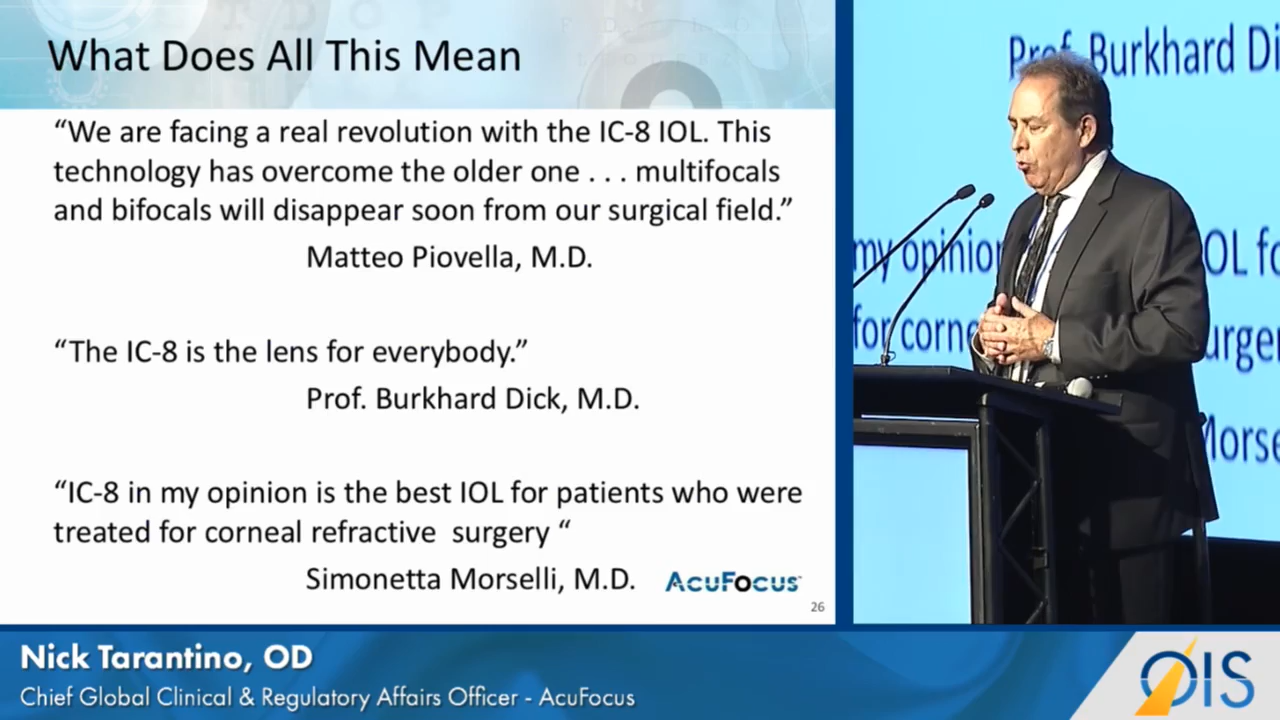 What Does All This Mean
“We are facing a real revolution with the IC-8 IOL. This
technology has overcome the older one . . . multifocals
and bifocals will disappear soon from our surgical field.”
Matteo Piovella, M.D.
“The IC-8 is the lens for everybody.”
Prof. Burkhard Dick, M.D.
“IC-8 in my opinion is the best IOL for patients who were
treated for corneal refractive  surgery “
Simonetta Morselli, M.D.
AcuFocus
26
Prof. Burkhard Di
my opinion IOL fo
for corne urger
Morse
Nick Tarantino, OD
Chief Global Clinical & Regulatory Affairs Officer - AcuFocus
OIS